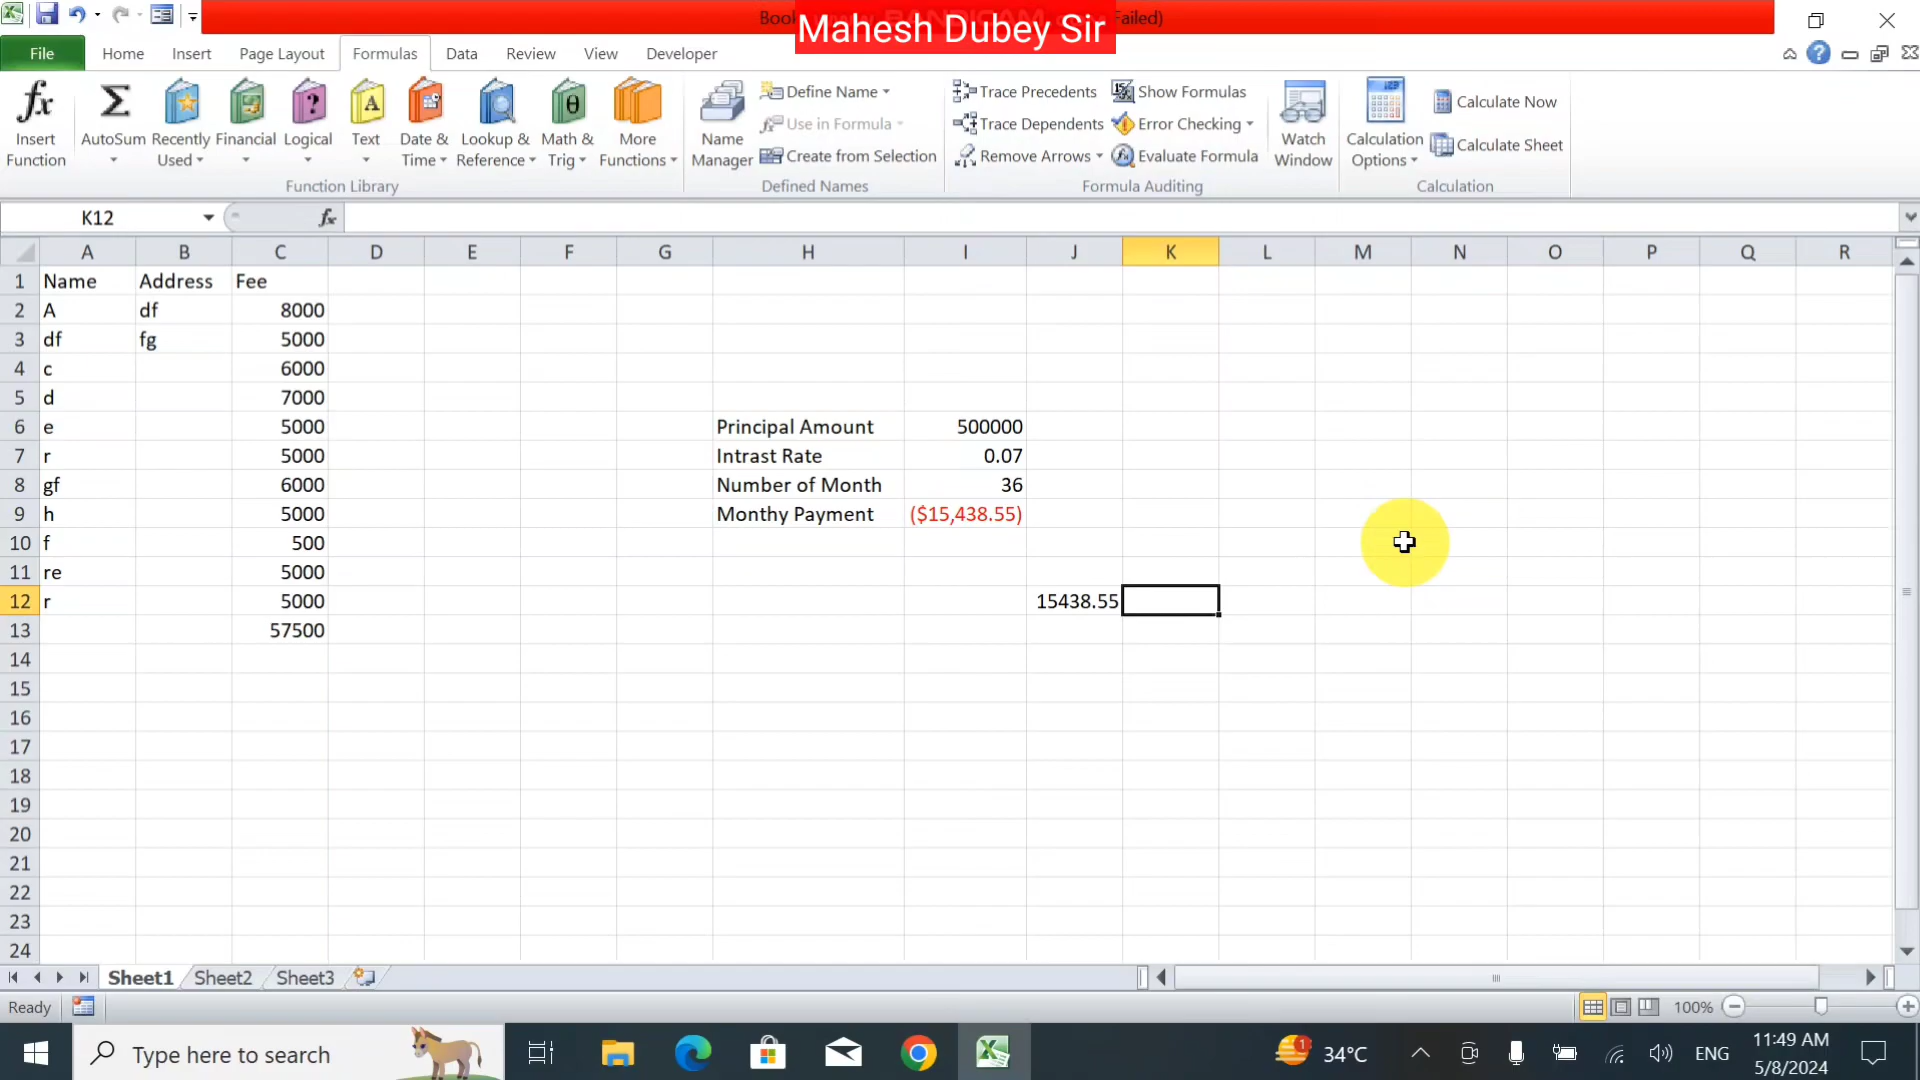 Book
Failed)
Mahesh Dubey Sir
File Home Insert Page Layout Formulas Data Review View Developer
Insert Function
AutoSum
Recently Used
Financial
Logical
Text
Date & Time
Lookup & Reference
Math & Trig
More Functions
Function Library
Name Manager
Define Name
Use in Formula
Create from Selection
Defined Names
Trace Precedents
Trace Dependents
Remove Arrows
Show Formulas
Error Checking
Evaluate Formula
Formula Auditing
Watch Window
Calculation Options
Calculate Now
Calculate Sheet
Calculation
K12 fx
A B C D E F G H I J K L M N O P Q R
1 Name Address Fee
2 A df 8000
3 df fg 5000
4 c 6000
5 d 7000
6 e 5000 Principal Amount 500000
7 r 5000 Intrast Rate 0.07
8 gf 6000 Number of Month 36
9 h 5000 Monthy Payment ($15,438.55)
10 f 500
11 re 5000
12 r 5000 15438.55
13 57500
14
15
16
17
18
19
20
21
22
23
24
Sheet1 Sheet2 Sheet3
Ready 100%
Type here to search 1 34°C ENG
11:49 AM
5/8/2024